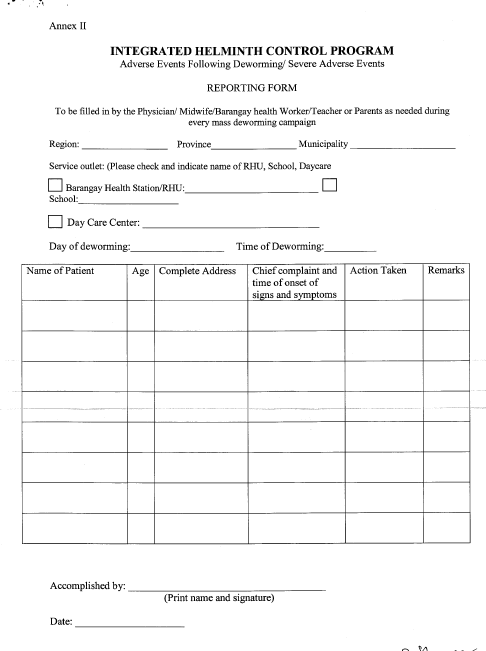 Annex II
INTEGRATED HELMINTH CONTROL PROGRAM
Adverse Events Following Deworming/ Severe Adverse Events
REPORTING FORM
To be filled in by the Physician/ Midwife/Barangay health Worker/Teacher or Parents as needed during
every mass deworming campaign
Region: ________________ Province________________ Municipality ____________________
Service outlet: (Please check and indicate name of RHU, School, Daycare
Barangay Health Station/RHU:__________________________
School:____________________
Day Care Center: ___________________________________
Day of deworming:__________________ Time of Deworming:__________
Name of Patient Age Complete Address Chief complaint and time of onset of signs and symptoms Action Taken Remarks
Accomplished by: _______________________________________
(Print name and signature)
Date: _____________________